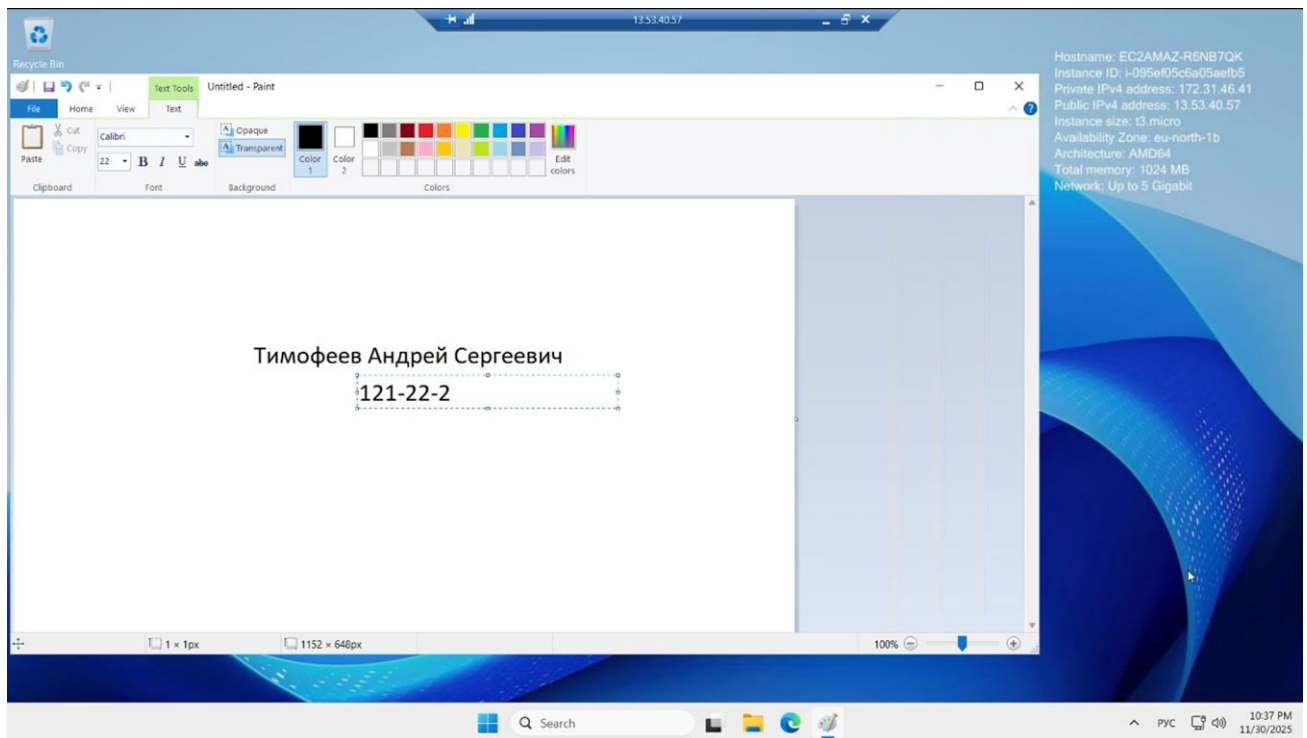 13.53.40.57
Recycle Bin
Hostname: EC2AMAZ-R6NB7QK
Instance ID: i-095ef05c6a05aefb5
Private IPv4 address: 172.31.46.41
Public IPv4 address: 13.53.40.57
Instance size: t3.micro
Availability Zone: eu-north-1b
Architecture: AMD64
Total memory: 1024 MB
Network: Up to 5 Gigabit
Text Tools Untitled - Paint
File Home View Text
Paste Cut Copy
Calibri
22 B I U abc
Opaque
Transparent
Color 1 Color 2
Edit colors
Clipboard Font Background Colors
Тимофеев Андрей Сергеевич
121-22-2
1 × 1px 1152 × 648px 100%
Search
РУС 10:37 PM
11/30/2025